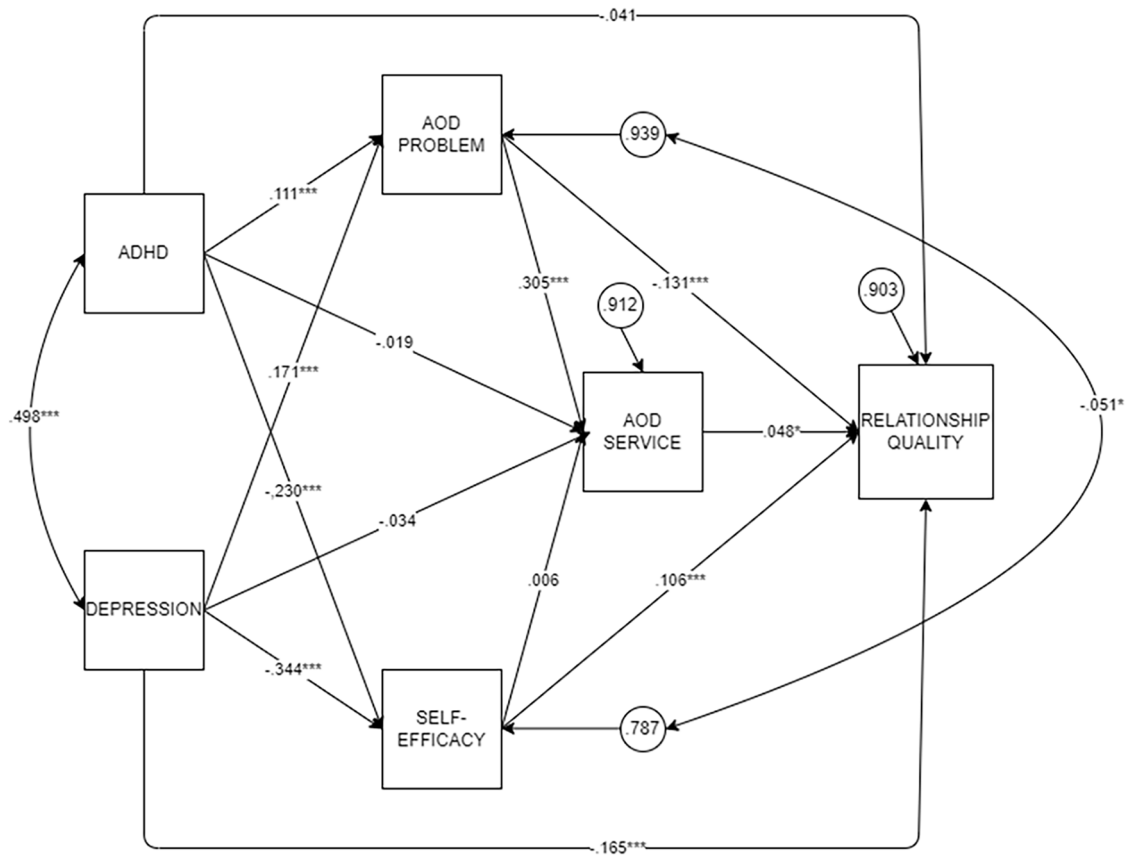 -.041
AOD
PROBLEM
.939
.111***
ADHD
.305***
-.131***
.912
.903
-.019
.171***
-.051*
.498***
AOD
SERVICE
.048*
RELATIONSHIP
QUALITY
-,230***
-.034
.006
.106***
DEPRESSION
-.344***
SELF-
EFFICACY
.787
-.165***